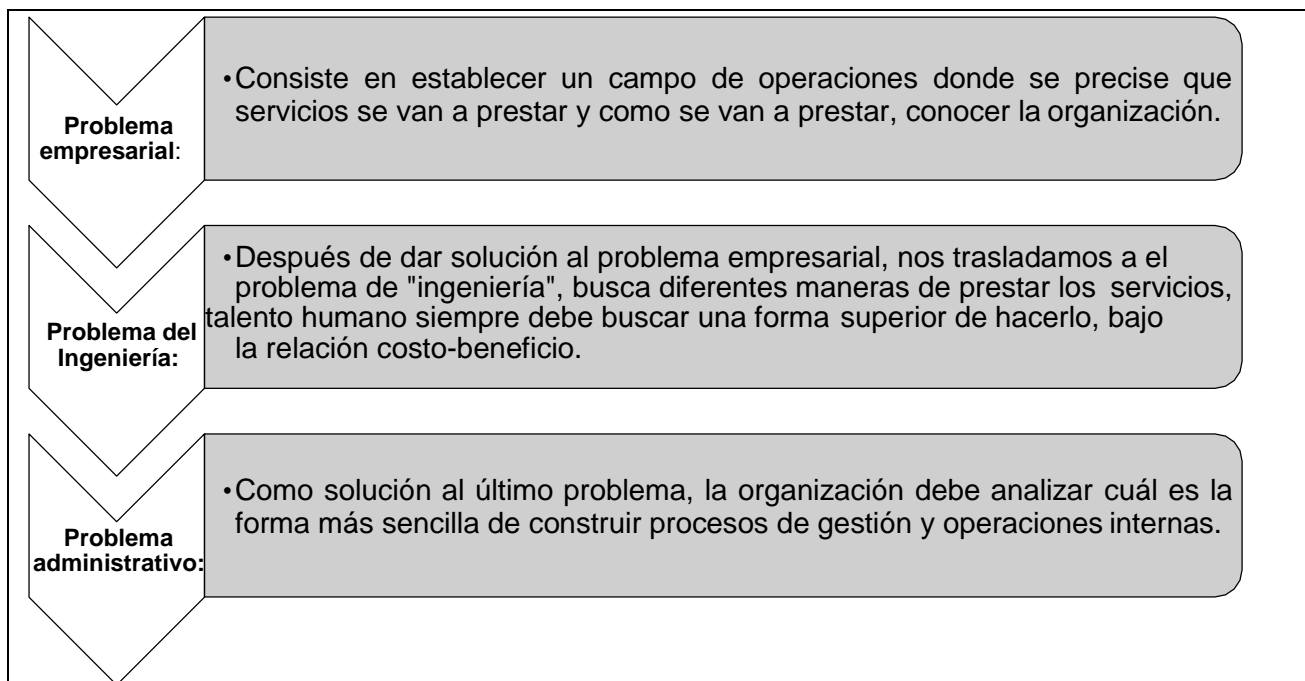 Problema
empresarial:
•Consiste en establecer un campo de operaciones donde se precise que
servicios se van a prestar y como se van a prestar, conocer la organización.
Problema del
Ingeniería:
•Después de dar solución al problema empresarial, nos trasladamos a el
problema de "ingeniería", busca diferentes maneras de prestar los servicios,
talento humano siempre debe buscar una forma superior de hacerlo, bajo
la relación costo-beneficio.
Problema
administrativo:
•Como solución al último problema, la organización debe analizar cuál es la
forma más sencilla de construir procesos de gestión y operaciones internas.